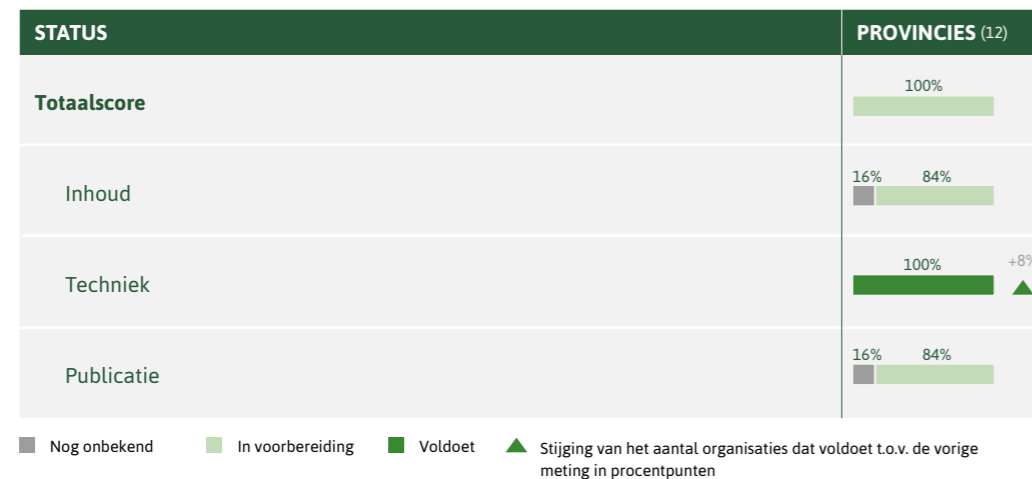 STATUS PROVINCIES (12)
Totaalscore 100%
Inhoud 16% 84%
Techniek 100% +8%
Publicatie 16% 84%
Nog onbekend In voorbereiding Voldoet Stijging van het aantal organisaties dat voldoet t.o.v. de vorige
meting in procentpunten